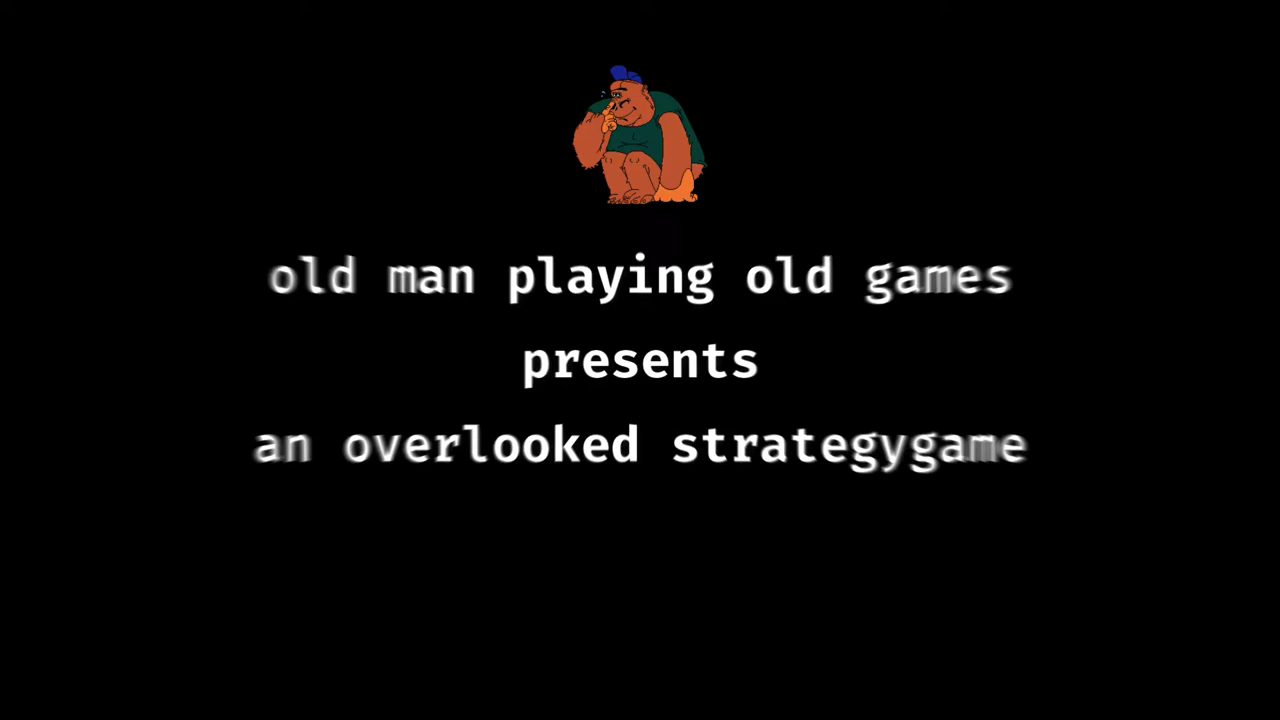 old man playing old games
presents
an overlooked strategygame